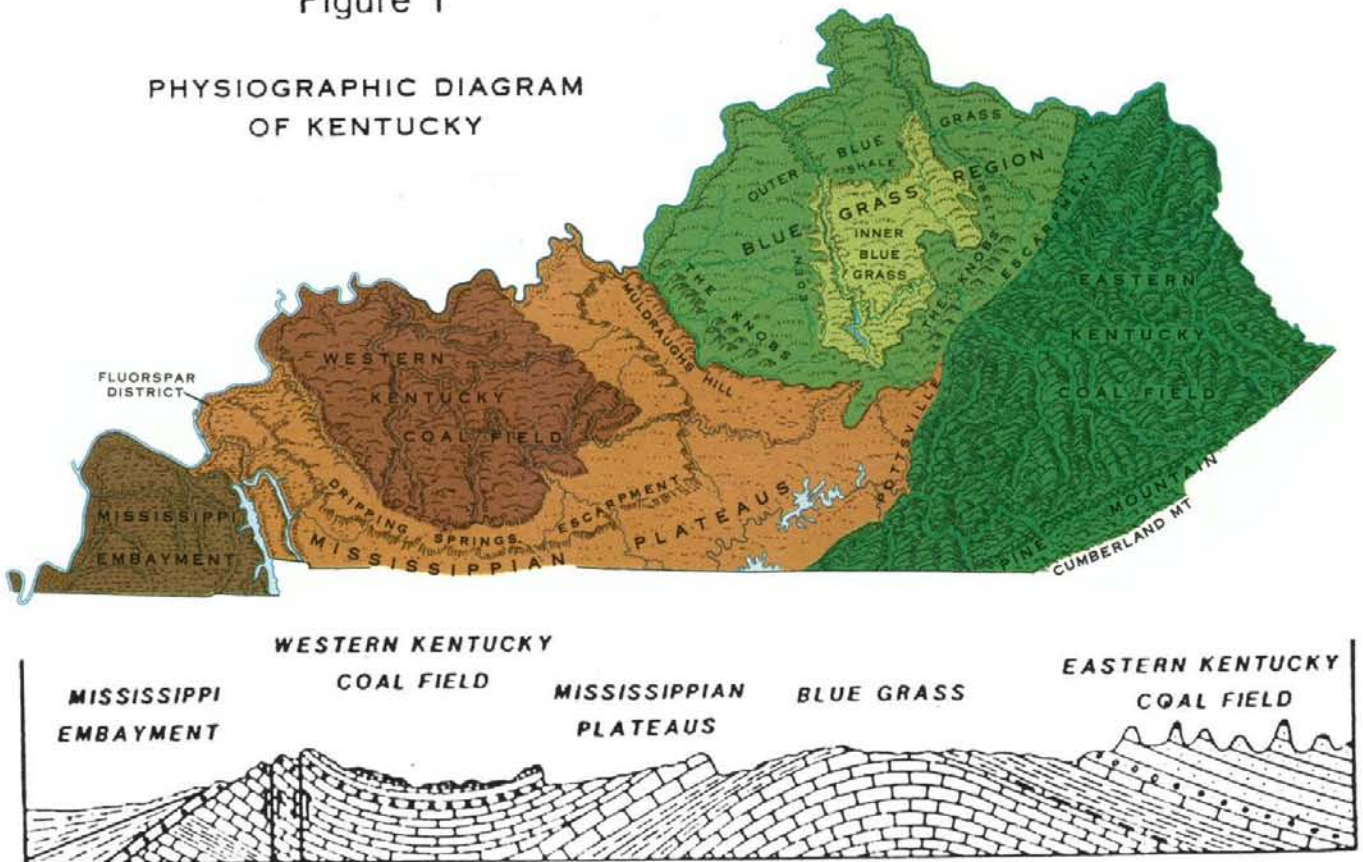 Figure 1
PHYSIOGRAPHIC DIAGRAM
OF KENTUCKY
OUTER BLUE GRASS
SHALE
BLUE GRASS REGION
INNER
BLUE
GRASS
EDEN
BELT
THE KNOBS
THE KNOBS
MULDRAUGHS HILL
POTTSVILLE ESCARPMENT
EASTERN
KENTUCKY
COAL FIELD
WESTERN
KENTUCKY
COAL FIELD
FLUORSPAR
DISTRICT
MISSISSIPPI
EMBAYMENT
DRIPPING SPRINGS ESCARPMENT
MISSISSIPPIAN PLATEAUS
PINE MOUNTAIN
CUMBERLAND MT
MISSISSIPPI
EMBAYMENT
WESTERN KENTUCKY
COAL FIELD
MISSISSIPPIAN
PLATEAUS
BLUE GRASS
EASTERN KENTUCKY
COAL FIELD